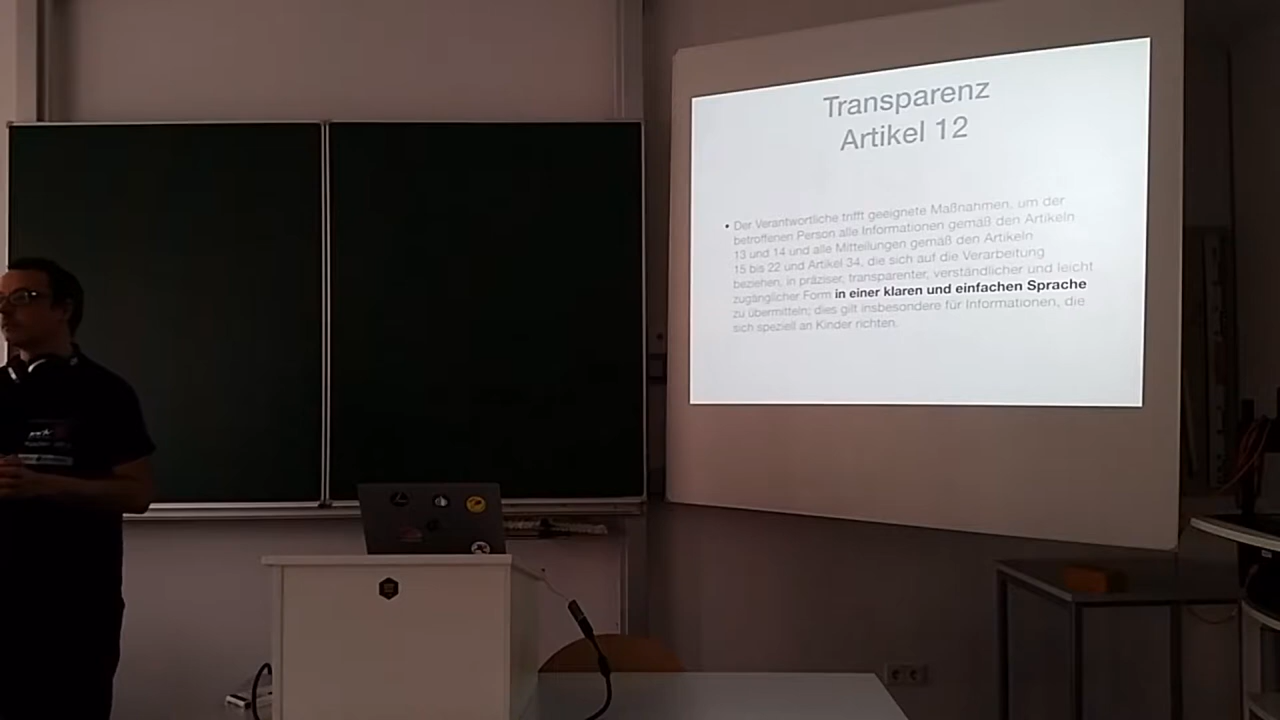 Transparenz
Artikel 12
• Der Verantwortliche trifft geeignete Maßnahmen, um der
betroffenen Person alle Informationen gemäß den Artikeln
13 und 14 und alle Mitteilungen gemäß den Artikeln
15 bis 22 und Artikel 34, die sich auf die Verarbeitung
beziehen, in präziser, transparenter, verständlicher und leicht
zugänglicher Form in einer klaren und einfachen Sprache
zu übermitteln; dies gilt insbesondere für Informationen, die
sich speziell an Kinder richten.